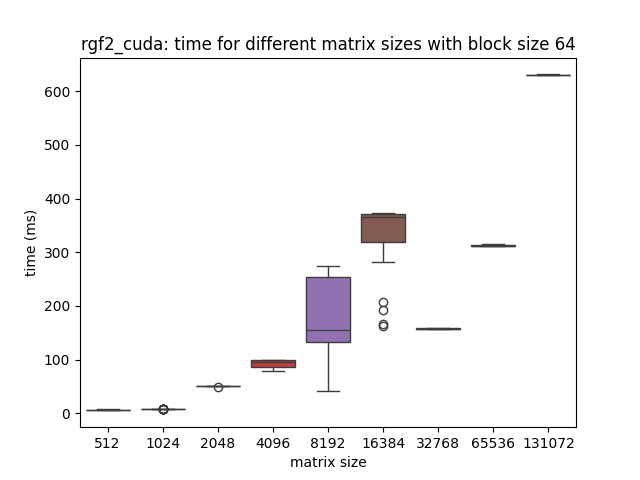 rgf2_cuda: time for different matrix sizes with block size 64
time (ms)
600
500
400
300
200
100
0
512 1024 2048 4096 8192 16384 32768 65536 131072
matrix size